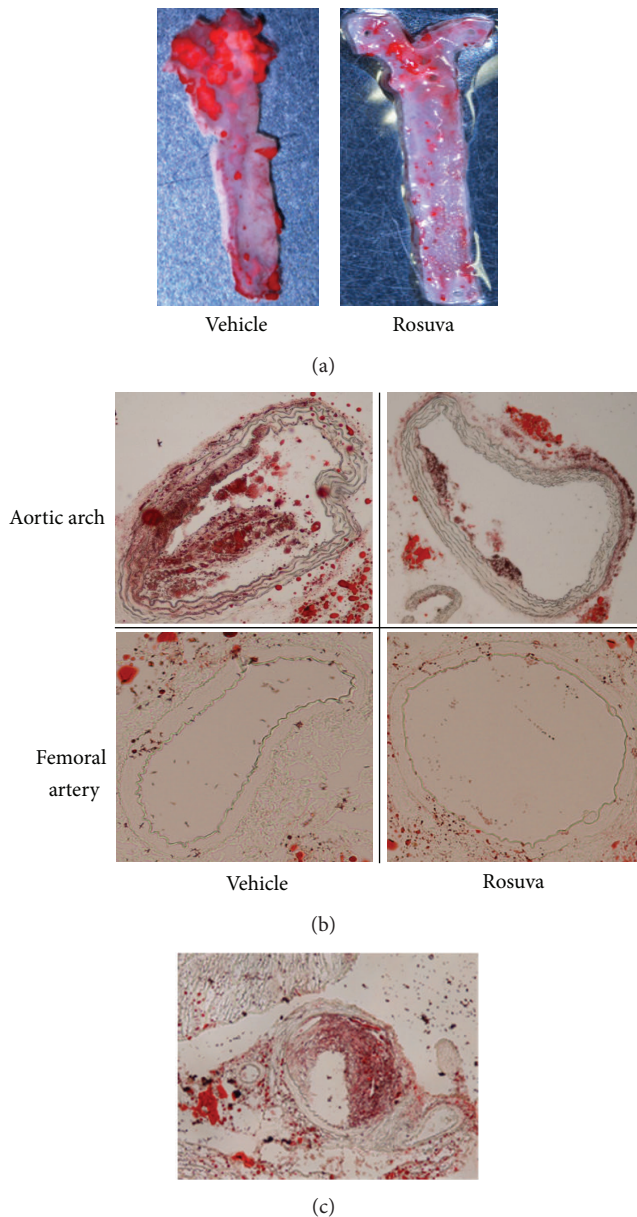 Vehicle
Rosuva
(a)
Aortic arch
Femoral
artery
Vehicle
Rosuva
(b)
(c)